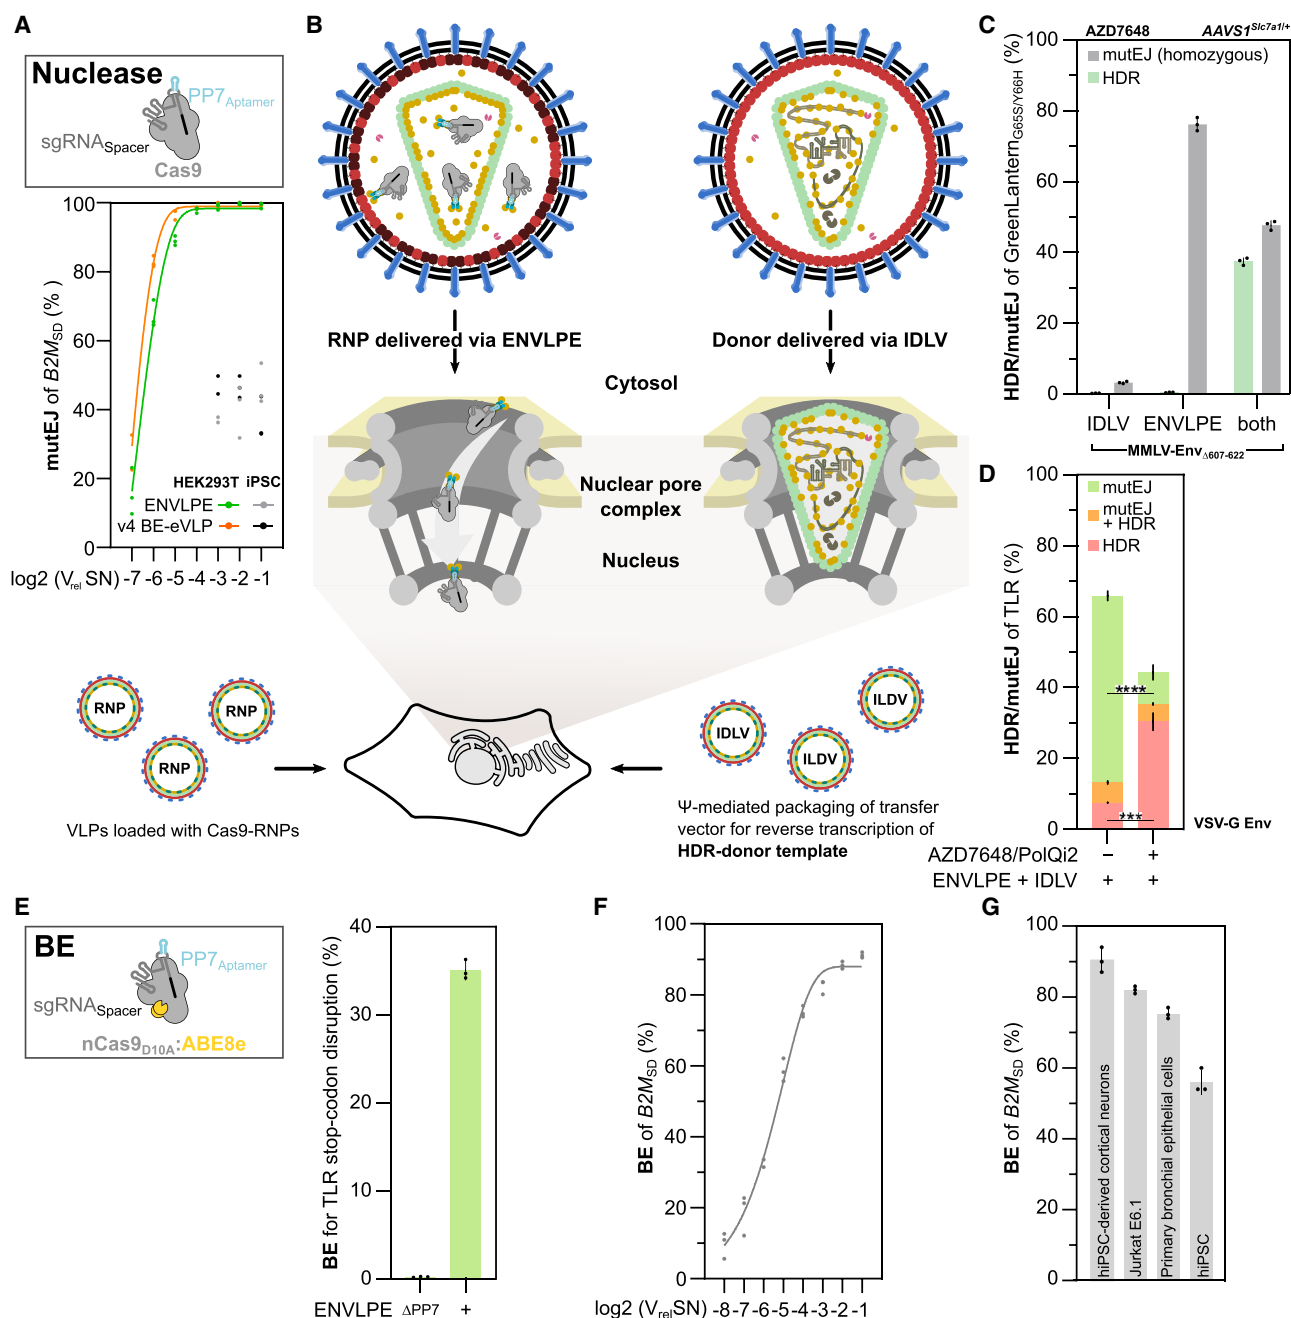 A
Nuclease
PP7Aptamer
sgRNASpacer
Cas9
mutEJ of B2MSD (%)
100
80
60
40
20
0
HEK293T iPSC
ENVLPE
v4 BE-eVLP
log2 (Vrel SN) -7 -6 -5 -4 -3 -2 -1
B
RNP delivered via ENVLPE
Donor delivered via IDLV
Cytosol
Nuclear pore
complex
Nucleus
RNP
RNP
RNP
VLPs loaded with Cas9-RNPs
IDLV
ILDV
ILDV
Ψ-mediated packaging of transfer
vector for reverse transcription of
HDR-donor template
C
AZD7648
AAVS1Slc7a1/+
HDR/mutEJ of GreenLanternG65S/Y66H (%)
100
80
60
40
20
0
mutEJ (homozygous)
HDR
IDLV ENVLPE both
MMLV-EnvΔ607-622
D
HDR/mutEJ of TLR (%)
100
80
60
40
20
0
mutEJ
mutEJ
+ HDR
HDR
****
***
VSV-G Env
AZD7648/PolQi2 – +
ENVLPE + IDLV + +
E
BE
PP7Aptamer
sgRNASpacer
nCas9D10A:ABE8e
BE for TLR stop-codon disruption (%)
40
30
20
10
0
ENVLPE ΔPP7 +
F
BE of B2MSD (%)
100
80
60
40
20
0
log2 (VrelSN) -8 -7 -6 -5 -4 -3 -2 -1
G
BE of B2MSD (%)
100
80
60
40
20
0
hiPSC-derived cortical neurons
Jurkat E6.1
Primary bronchial epithelial cells
hiPSC